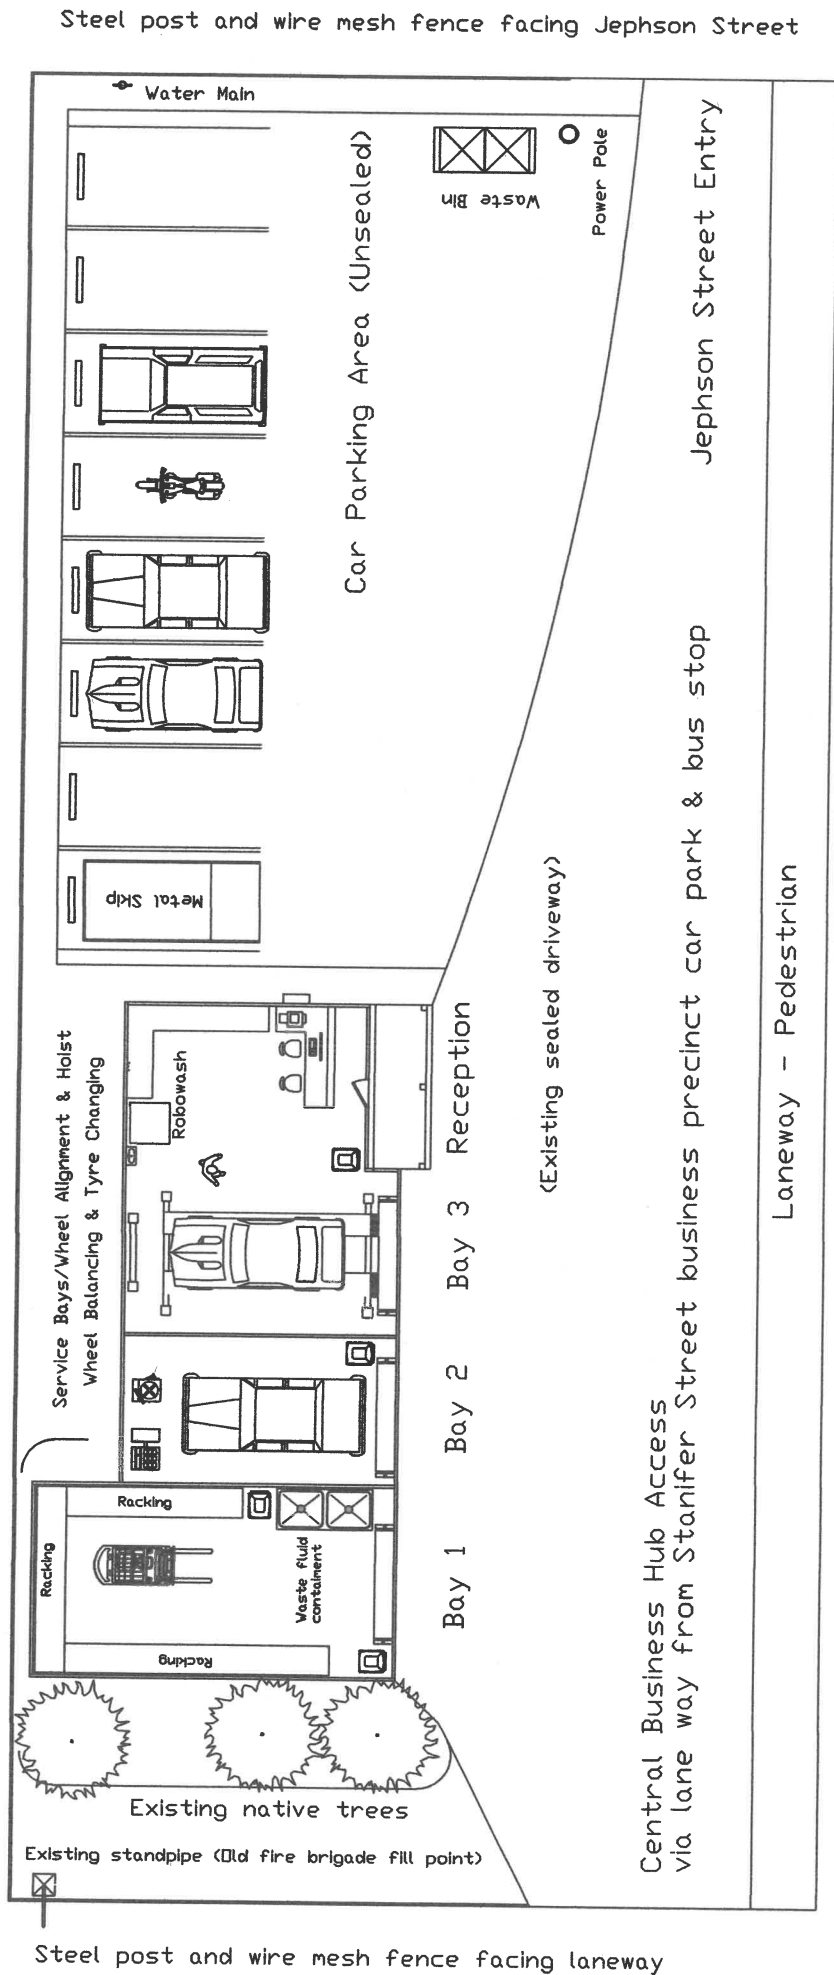 Steel post and wire mesh fence facing Jephson Street
Water Main
Waste Bin
Power Pole
Car Parking Area (Unsealed)
Jephson Street Entry
Metal Skip
(Existing sealed driveway)
Service Bays/Wheel Alignment & Hoist
Wheel Balancing & Tyre Changing
Robowash
Reception
Bay 3
Bay 2
Bay 1
Racking
Racking
Racking
Waste fluid
contaiment
Central Business Hub Access
via lane way from Stanifer Street business precinct car park & bus stop
Laneway - Pedestrian
Existing native trees
Existing standpipe (Old fire brigade fill point)
Steel post and wire mesh fence facing laneway